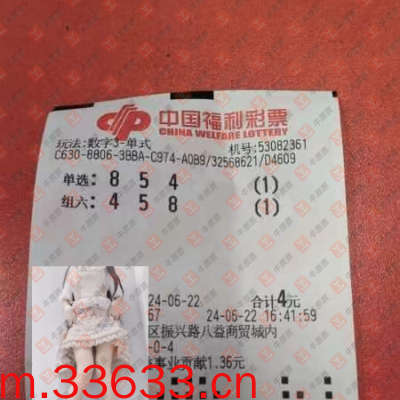 中国福利彩票
CHINA WELFARE LOTTERY
玩法:数字3-单式
机号:53082361
C630-8806-3BBA-C974-A0B9/32568621/D4609
单选: 8 5 4 (1)
组六: 4 5 8 (1)
24-06-22 合计4元
67 24-06-22 16:41:59
区振兴路八益商贸城内
-0-4
事业贡献1.36元
m.33633.cn